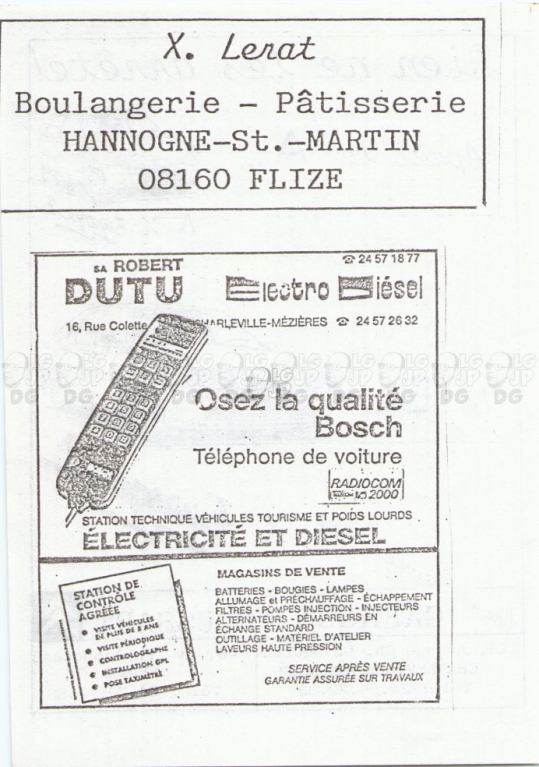 X. Lerat
Boulangerie – Pâtisserie
HANNOGNE–St.–MARTIN
08160 FLIZE
☎ 24 57 18 77
SA ROBERT
DUTU Electro Diésel
16, Rue Colette CHARLEVILLE-MÉZIÈRES ☎ 24 57 26 32
Osez la qualité
Bosch
Téléphone de voiture
RADIOCOM
2000
STATION TECHNIQUE VÉHICULES TOURISME ET POIDS LOURDS
ÉLECTRICITÉ ET DIESEL
STATION DE
CONTRÔLE
AGRÉÉE
• VISITE VÉHICULES
DE PLUS DE 5 ANS
• VISITE PÉRIODIQUE
• CONTROLOGRAPHE
• INSTALLATION GPL
• POSE TAXIMÈTRE
MAGASINS DE VENTE
BATTERIES - BOUGIES - LAMPES
ALLUMAGE et PRÉCHAUFFAGE - ÉCHAPPEMENT
FILTRES - POMPES INJECTION - INJECTEURS
ALTERNATEURS - DÉMARREURS EN
ÉCHANGE STANDARD
OUTILLAGE - MATÉRIEL D'ATELIER
LAVEURS HAUTE PRESSION
SERVICE APRÈS VENTE
GARANTIE ASSURÉE SUR TRAVAUX